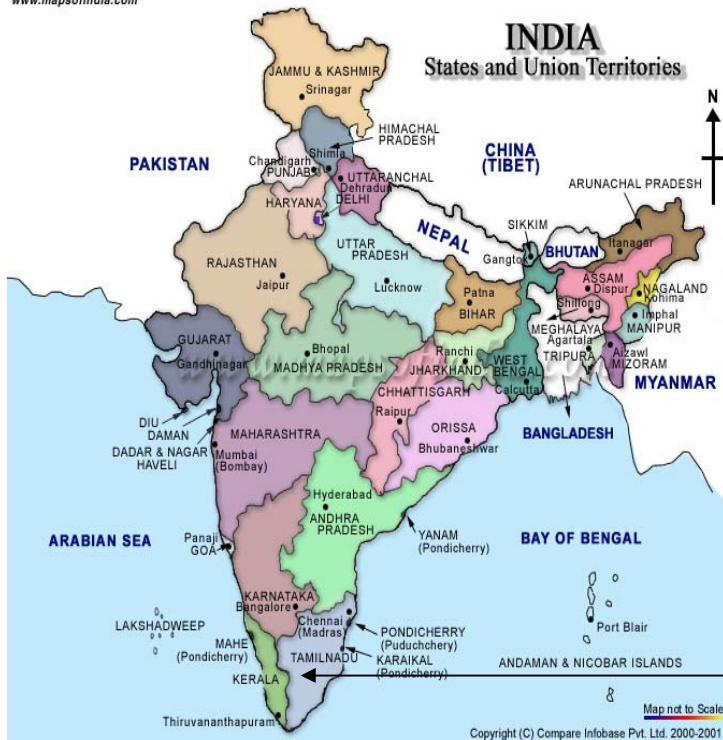 www.mapsofindia.com
INDIA
States and Union Territories
N
JAMMU & KASHMIR
Srinagar
HIMACHAL
PRADESH
PAKISTAN
CHINA
(TIBET)
Chandigarh
Shimla
PUNJAB
UTTARANCHAL
Dehradun
HARYANA
DELHI
ARUNACHAL PRADESH
SIKKIM
NEPAL
Gangtok
BHUTAN
Itanagar
RAJASTHAN
Jaipur
UTTAR
PRADESH
Lucknow
Patna
BIHAR
ASSAM
Dispur
NAGALAND
Kohima
Shillong
MEGHALAYA
Imphal
MANIPUR
GUJARAT
Gandhinagar
Bhopal
MADHYA PRADESH
Ranchi
JHARKHAND
WEST
BENGAL
Calcutta
Agartala
TRIPURA
Aizawl
MIZORAM
MYANMAR
CHHATTISGARH
Raipur
ORISSA
Bhubaneshwar
BANGLADESH
DIU
DAMAN
DADAR & NAGAR
HAVELI
MAHARASHTRA
Mumbai
(Bombay)
Hyderabad
ANDHRA
PRADESH
YANAM
(Pondicherry)
ARABIAN SEA
Panaji
GOA
BAY OF BENGAL
KARNATAKA
Bangalore
Chennai
(Madras)
LAKSHADWEEP
MAHE
(Pondicherry)
PONDICHERRY
(Puduchchery)
TAMILNADU
KARAIKAL
(Pondicherry)
KERALA
Port Blair
ANDAMAN & NICOBAR ISLANDS
Thiruvananthapuram
Map not to Scale
Copyright (C) Compare Infobase Pvt. Ltd. 2000-2001